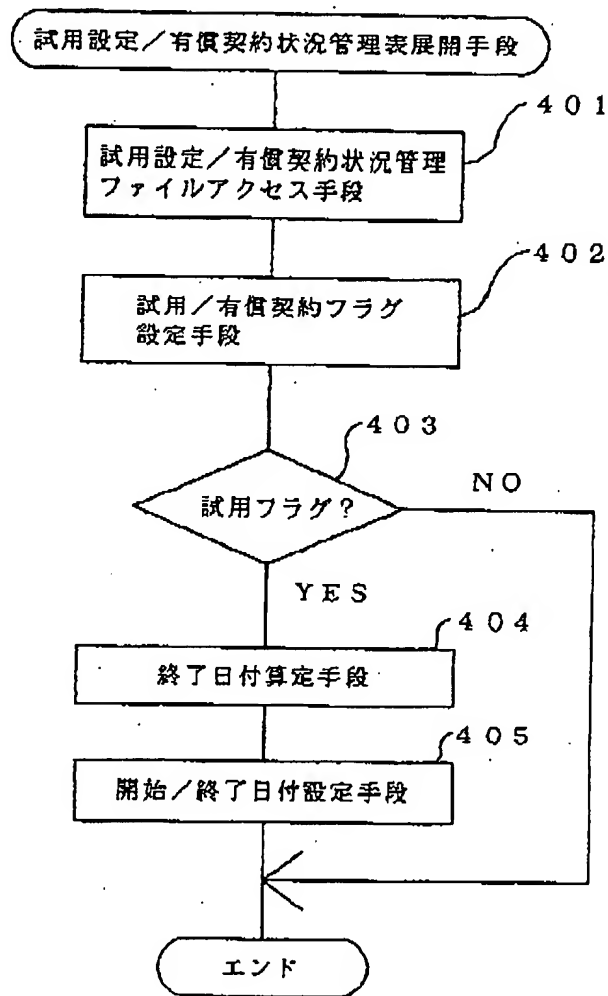 試用設定／有償契約状況管理表展開手段
401
試用設定／有償契約状況管理
ファイルアクセス手段
402
試用／有償契約フラグ
設定手段
403
試用フラグ？
NO
YES
404
終了日付算定手段
405
開始／終了日付設定手段
エンド